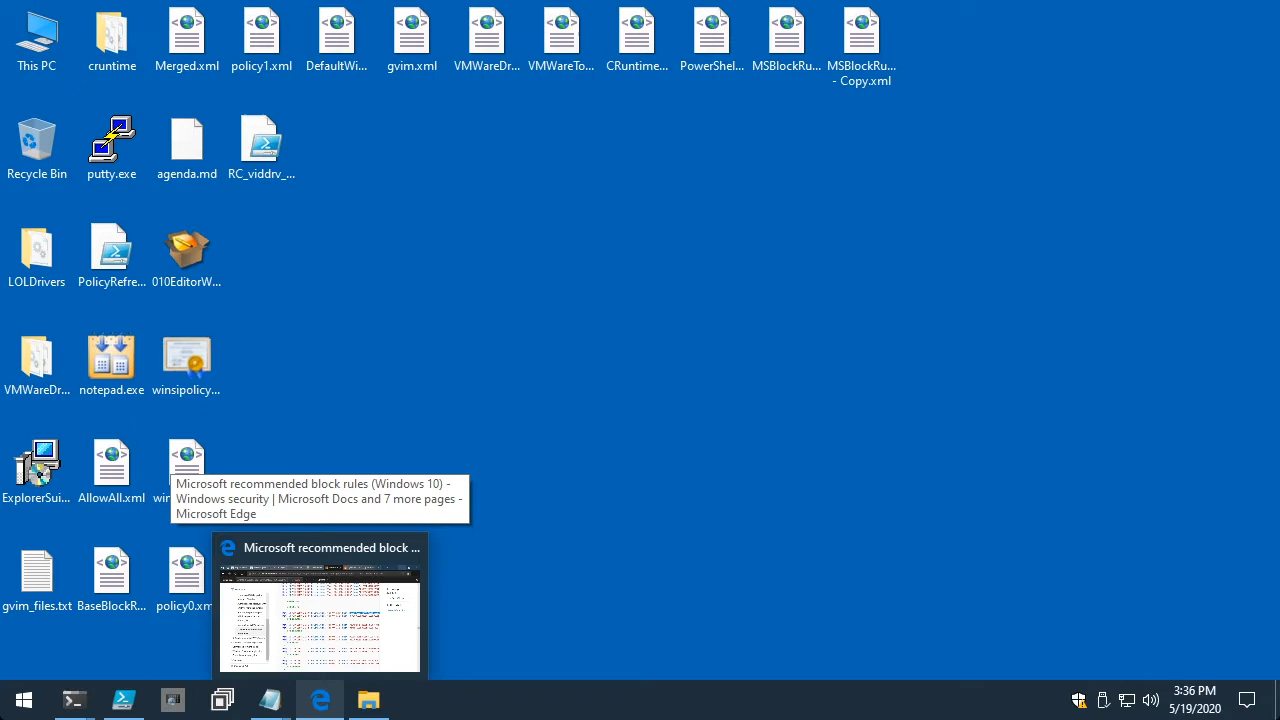 This PC
cruntime
Merged.xml
policy1.xml
DefaultWi...
gvim.xml
VMWareDr...
VMWareTo...
CRuntime...
PowerShel...
MSBlockRu...
MSBlockRu...
- Copy.xml
Recycle Bin
putty.exe
agenda.md
RC_viddrv_...
LOLDrivers
PolicyRefre...
010EditorW...
VMWareDr...
notepad.exe
winsipolicy...
ExplorerSui...
AllowAll.xml
Microsoft recommended block rules (Windows 10) -
Windows security | Microsoft Docs and 7 more pages -
Microsoft Edge
Microsoft recommended block ...
gvim_files.txt
BaseBlockR...
policy0.xm
3:36 PM
5/19/2020